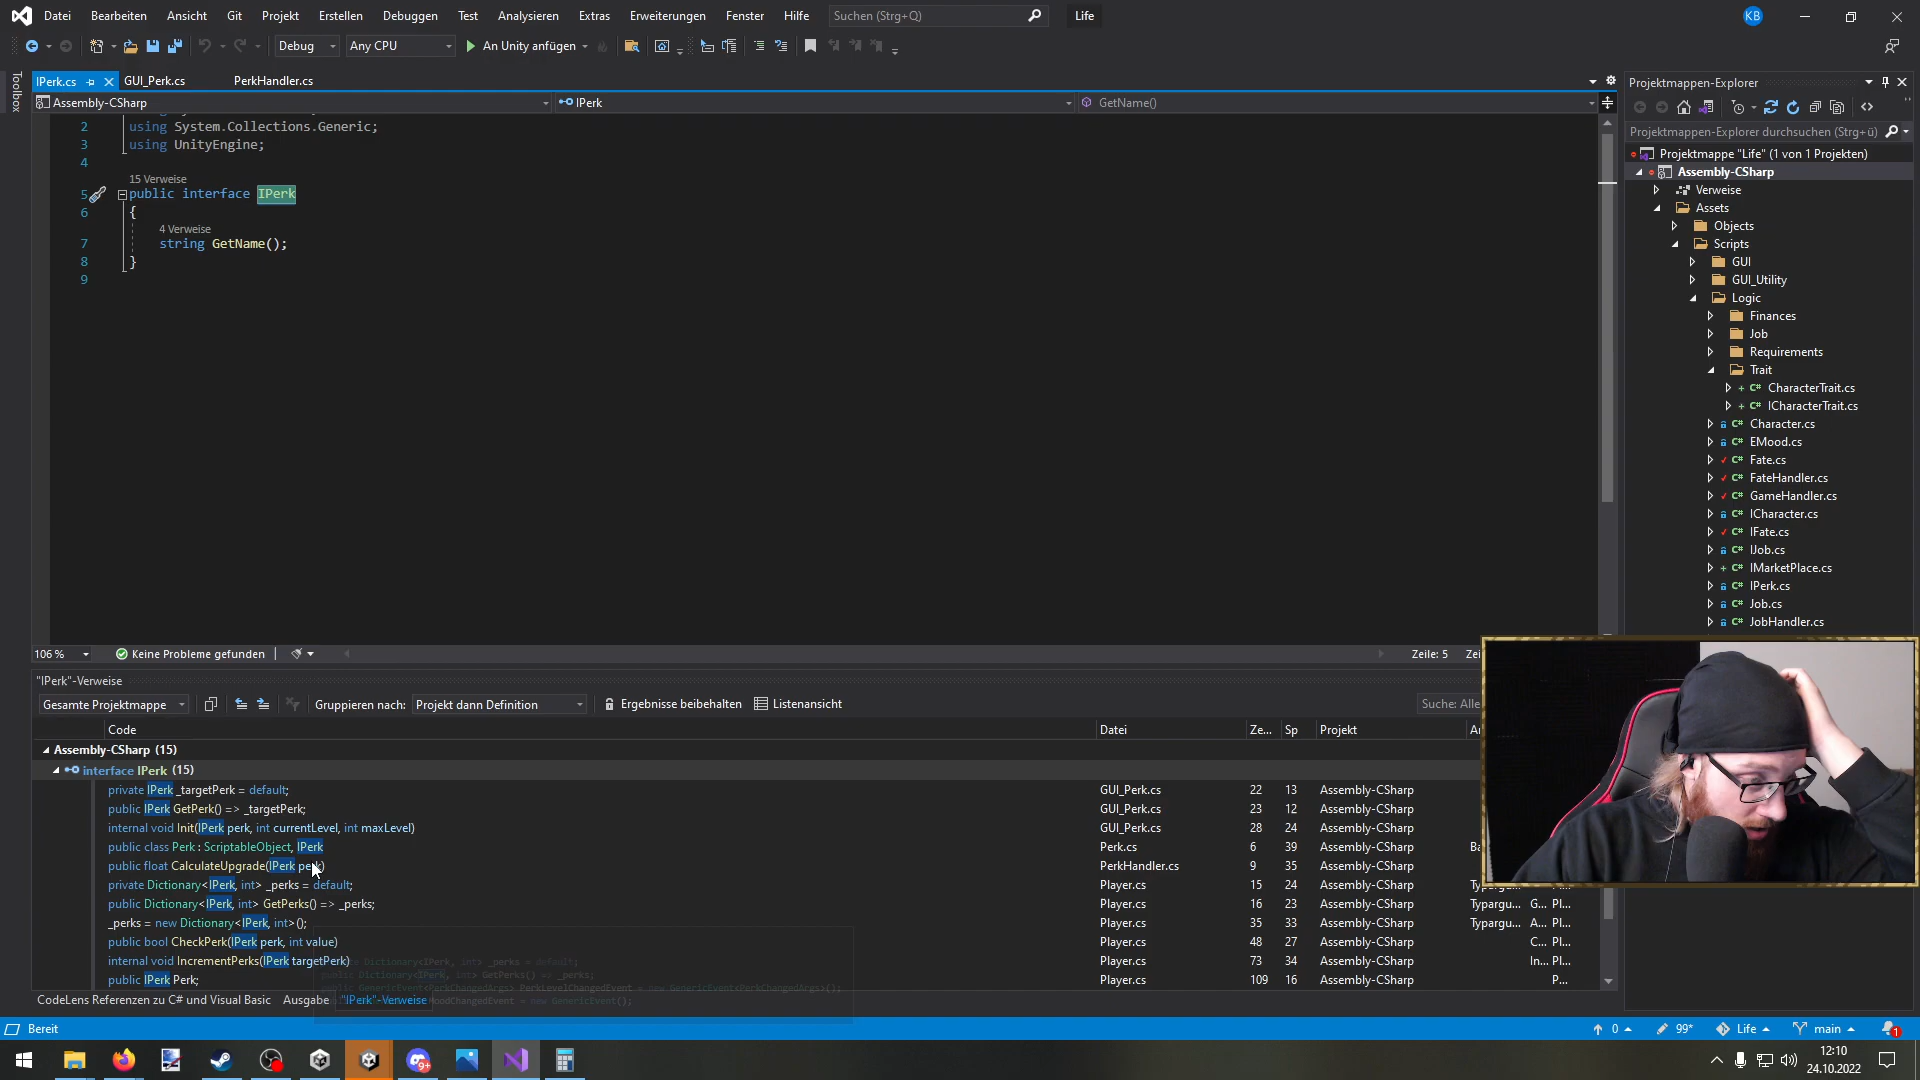 Datei Bearbeiten Ansicht Git Projekt Erstellen Debuggen Test Analysieren Extras Erweiterungen Fenster Hilfe Suchen (Strg+Q) Life KB
Debug Any CPU An Unity anfügen
Toolbox
IPerk.cs GUI_Perk.cs PerkHandler.cs
Assembly-CSharp IPerk GetName()
2 using System.Collections.Generic;
3 using UnityEngine;
4
15 Verweise
5 public interface IPerk
6 {
4 Verweise
7 string GetName();
8 }
9
106 % Keine Probleme gefunden Zeile: 5
Projektmappen-Explorer
Projektmappen-Explorer durchsuchen (Strg+ü)
Projektmappe "Life" (1 von 1 Projekten)
Assembly-CSharp
Verweise
Assets
Objects
Scripts
GUI
GUI_Utility
Logic
Finances
Job
Requirements
Trait
CharacterTrait.cs
ICharacterTrait.cs
Character.cs
EMood.cs
Fate.cs
FateHandler.cs
GameHandler.cs
ICharacter.cs
IFate.cs
IJob.cs
IMarketPlace.cs
IPerk.cs
Job.cs
JobHandler.cs
"IPerk"-Verweise
Gesamte Projektmappe Gruppieren nach: Projekt dann Definition Ergebnisse beibehalten Listenansicht Suche: Alle
Code Datei Ze... Sp Projekt
Assembly-CSharp (15)
interface IPerk (15)
private IPerk _targetPerk = default; GUI_Perk.cs 22 13 Assembly-CSharp
public IPerk GetPerk() => _targetPerk; GUI_Perk.cs 23 12 Assembly-CSharp
internal void Init(IPerk perk, int currentLevel, int maxLevel) GUI_Perk.cs 28 24 Assembly-CSharp
public class Perk : ScriptableObject, IPerk Perk.cs 6 39 Assembly-CSharp
public float CalculateUpgrade(IPerk perk) PerkHandler.cs 9 35 Assembly-CSharp
private Dictionary<IPerk, int> _perks = default; Player.cs 15 24 Assembly-CSharp
public Dictionary<IPerk, int> GetPerks() => _perks; Player.cs 16 23 Assembly-CSharp Typargu... G... Pl...
_perks = new Dictionary<IPerk, int>(); Player.cs 35 33 Assembly-CSharp Typargu... A... Pl...
public bool CheckPerk(IPerk perk, int value) Player.cs 48 27 Assembly-CSharp C... Pl...
internal void IncrementPerks(IPerk targetPerk) Player.cs 73 34 Assembly-CSharp In... Pl...
public IPerk Perk; Player.cs 109 16 Assembly-CSharp P...
CodeLens Referenzen zu C# und Visual Basic Ausgabe "IPerk"-Verweise
Bereit 0 99* Life main 1
12:10
24.10.2022